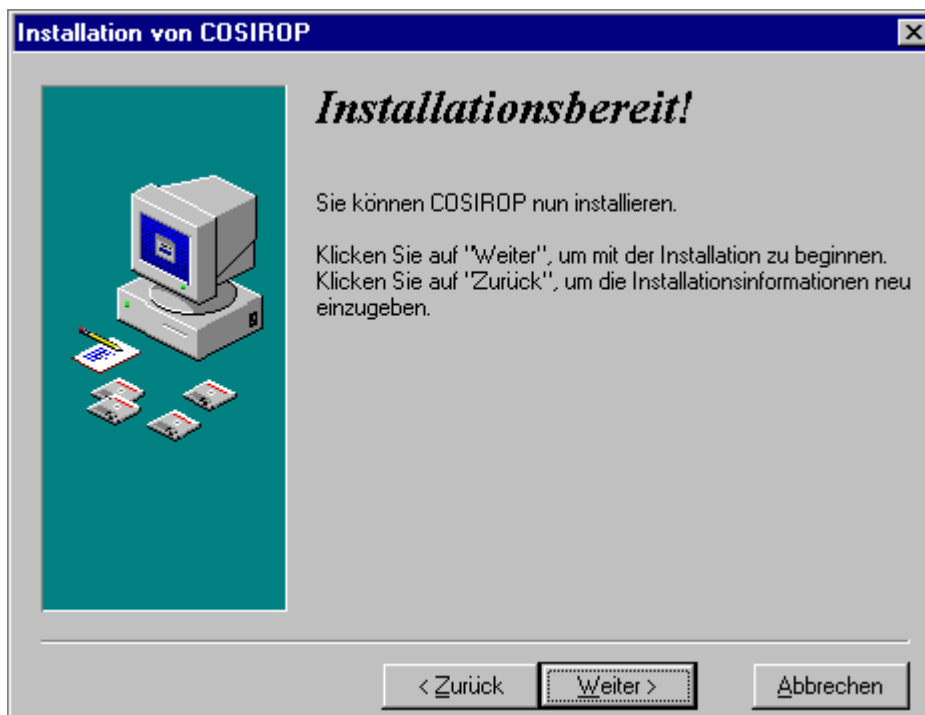 Installation von COSIROP
Installationsbereit!
Sie können COSIROP nun installieren.
Klicken Sie auf "Weiter", um mit der Installation zu beginnen.
Klicken Sie auf "Zurück", um die Installationsinformationen neu
einzugeben.
< Zurück
Weiter >
Abbrechen